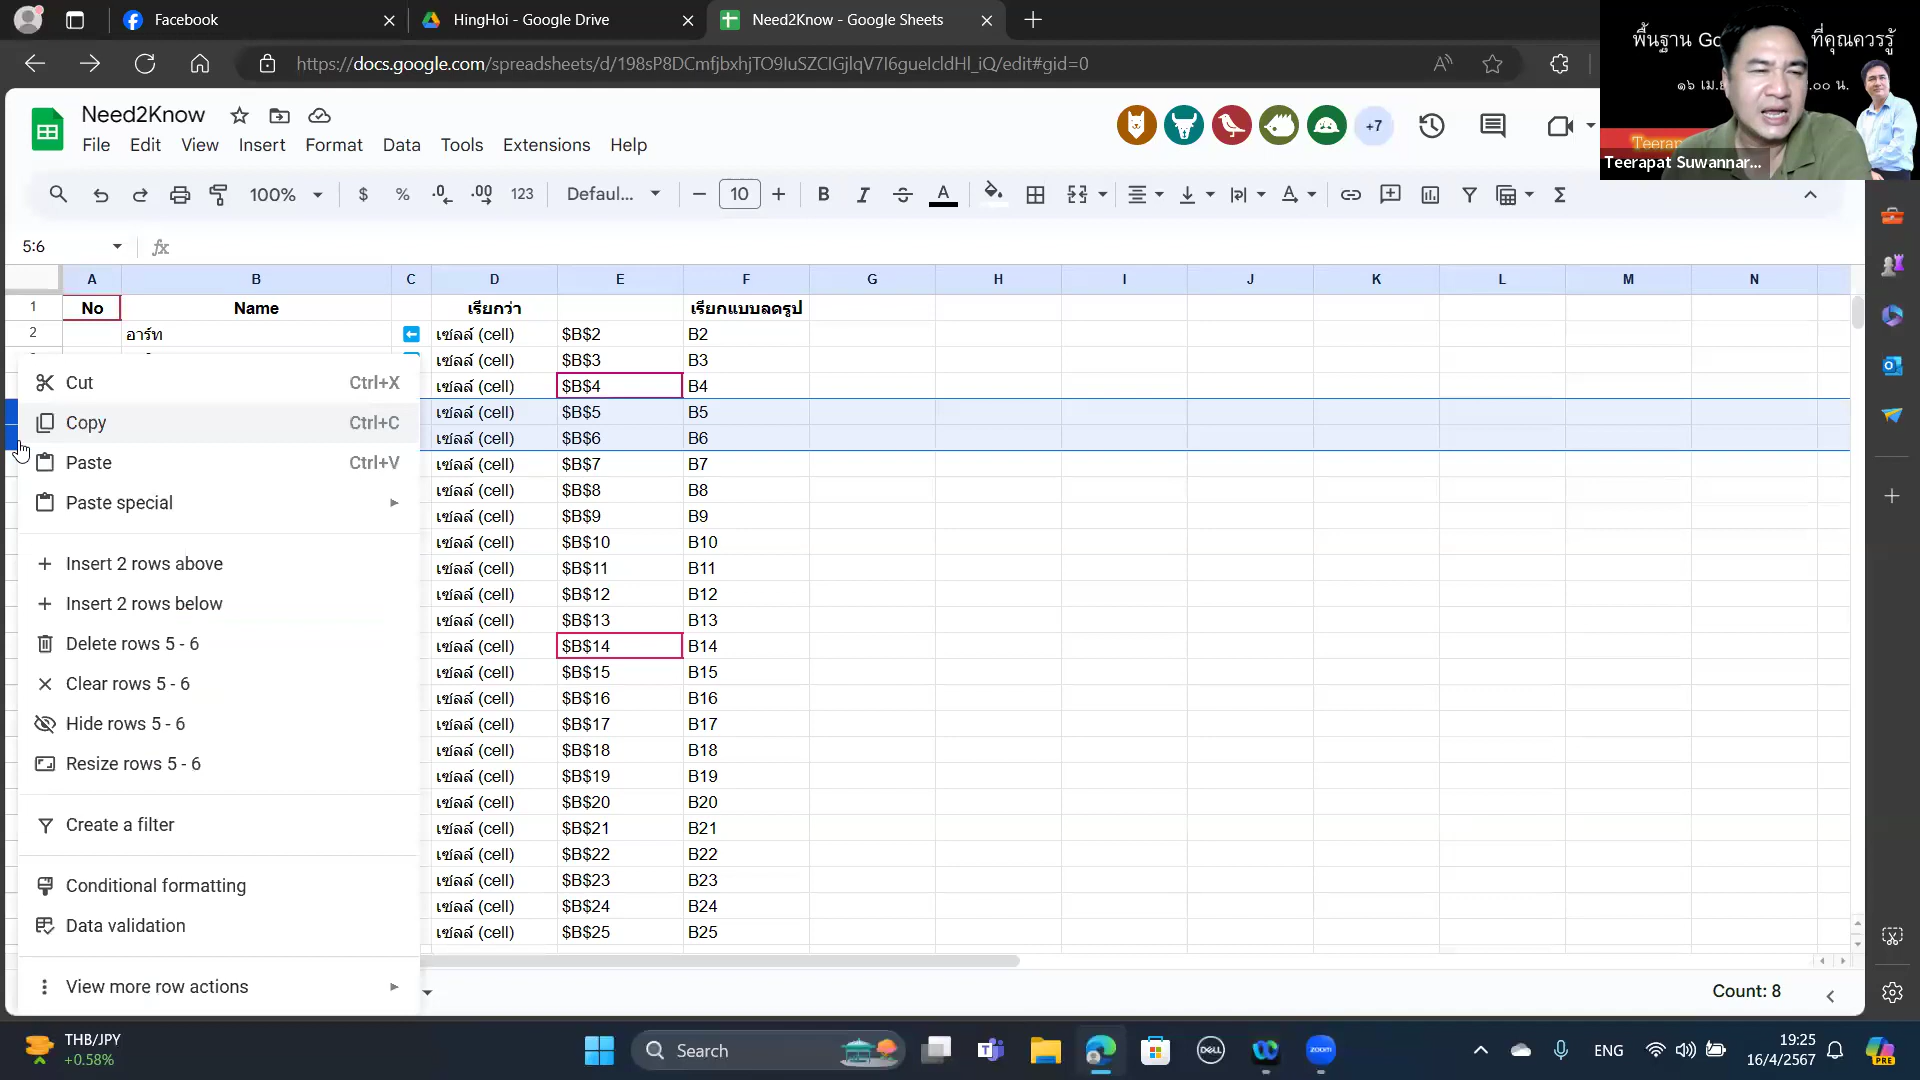 Facebook
HingHoi - Google Drive
Need2Know - Google Sheets
https://docs.google.com/spreadsheets/d/198sP8DCmfjbxhjTO9IuSZCIGjlqV7I6gueIcldHl_iQ/edit#gid=0
พื้นฐาน Go
ที่คุณควรรู้
๑๖ เม.ย
.๐๐ น.
Teerap
Teerapat Suwannar...
Need2Know
File Edit View Insert Format Data Tools Extensions Help
+7
100% $ % .0 .00 123 Defaul... 10 B I A Σ
5:6
fx
A B C D E F G H I J K L M N
1 No Name เรียกว่า เรียกแบบลดรูป
2 อาร์ท เซลล์ (cell) $B$2 B2
เซลล์ (cell) $B$3 B3
เซลล์ (cell) $B$4 B4
เซลล์ (cell) $B$5 B5
เซลล์ (cell) $B$6 B6
เซลล์ (cell) $B$7 B7
เซลล์ (cell) $B$8 B8
เซลล์ (cell) $B$9 B9
เซลล์ (cell) $B$10 B10
เซลล์ (cell) $B$11 B11
เซลล์ (cell) $B$12 B12
เซลล์ (cell) $B$13 B13
เซลล์ (cell) $B$14 B14
เซลล์ (cell) $B$15 B15
เซลล์ (cell) $B$16 B16
เซลล์ (cell) $B$17 B17
เซลล์ (cell) $B$18 B18
เซลล์ (cell) $B$19 B19
เซลล์ (cell) $B$20 B20
เซลล์ (cell) $B$21 B21
เซลล์ (cell) $B$22 B22
เซลล์ (cell) $B$23 B23
เซลล์ (cell) $B$24 B24
เซลล์ (cell) $B$25 B25
Cut Ctrl+X
Copy Ctrl+C
Paste Ctrl+V
Paste special
Insert 2 rows above
Insert 2 rows below
Delete rows 5 - 6
Clear rows 5 - 6
Hide rows 5 - 6
Resize rows 5 - 6
Create a filter
Conditional formatting
Data validation
View more row actions
Count: 8
THB/JPY
+0.58%
Search
DELL
zoom
ENG
19:25
16/4/2567
PRE